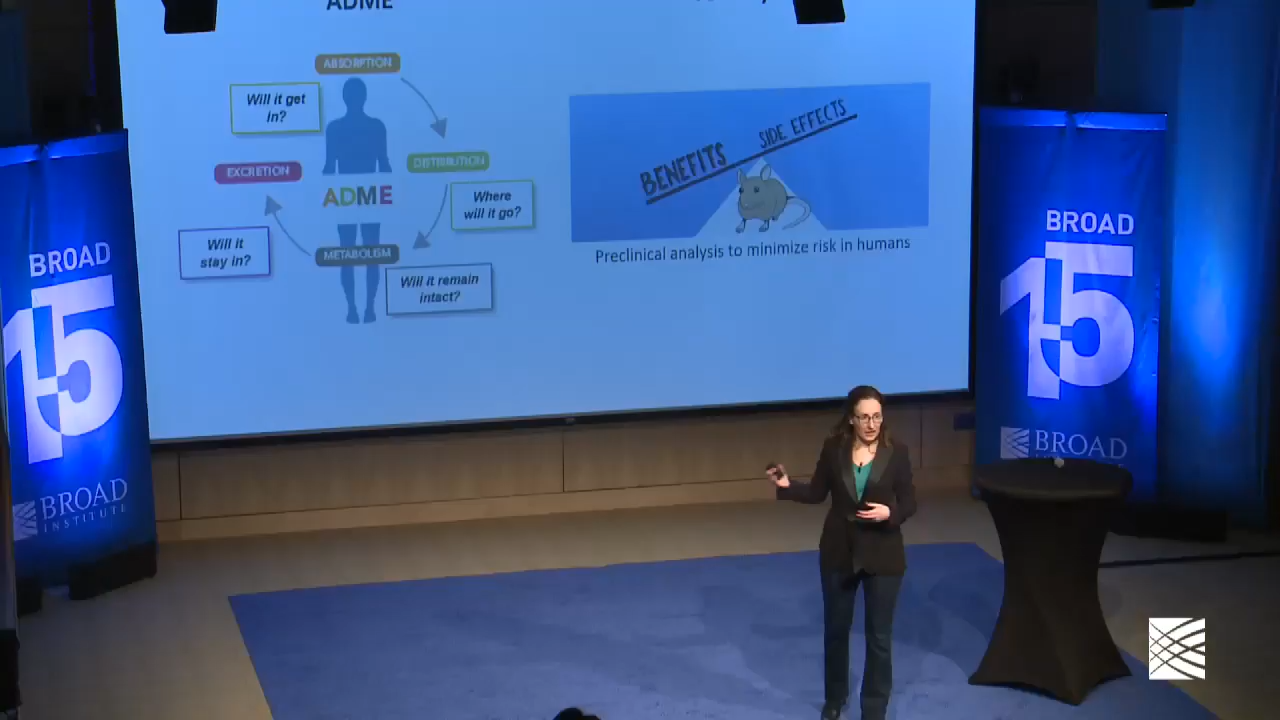 ADME
ABSORPTION
Will it get
in?
EXCRETION
DISTRIBUTION
ADME
Where
will it go?
Will it
stay in?
METABOLISM
Will it remain
intact?
BENEFITS
SIDE EFFECTS
Preclinical analysis to minimize risk in humans
BROAD
15
BROAD
INSTITUTE
BROAD
15
BROAD